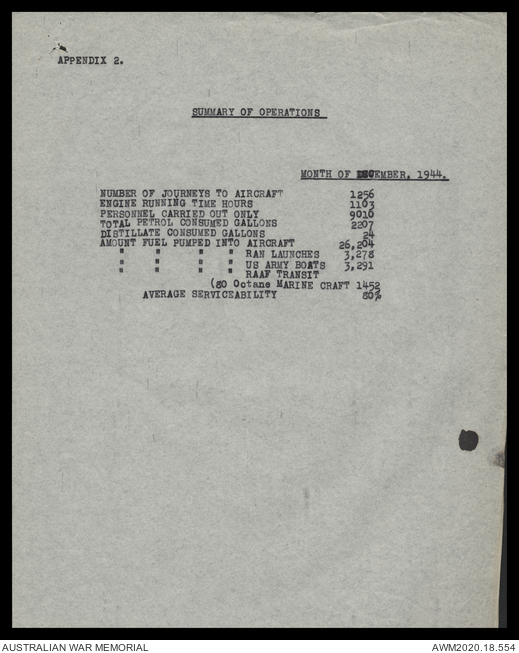 APPENDIX 2.
SUMMARY OF OPERATIONS
MONTH OF DECEMBER, 1944.
NUMBER OF JOURNEYS TO AIRCRAFT 1256
ENGINE RUNNING TIME HOURS 1103
PERSONNEL CARRIED OUT ONLY 9010
TOTAL PETROL CONSUMED GALLONS 2207
DISTILLATE CONSUMED GALLONS 24
AMOUNT FUEL PUMPED INTO AIRCRAFT 26,204
" " " " RAN LAUNCHES 3,278
" " " " US ARMY BOATS 3,291
" " " " RAAF TRANSIT
(80 Octane MARINE CRAFT 1452
AVERAGE SERVICEABILITY 80%
AUSTRALIAN WAR MEMORIAL AWM2020.18.554